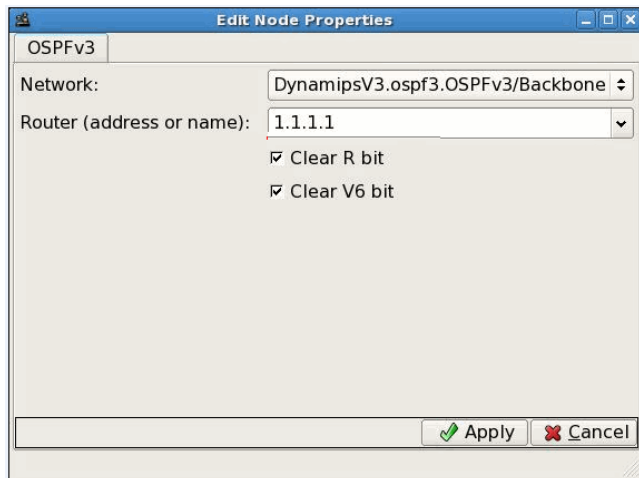 Edit Node Properties
OSPFv3
Network: DynamipsV3.ospf3.OSPFv3/Backbone
Router (address or name): 1.1.1.1
Clear R bit
Clear V6 bit
Apply Cancel